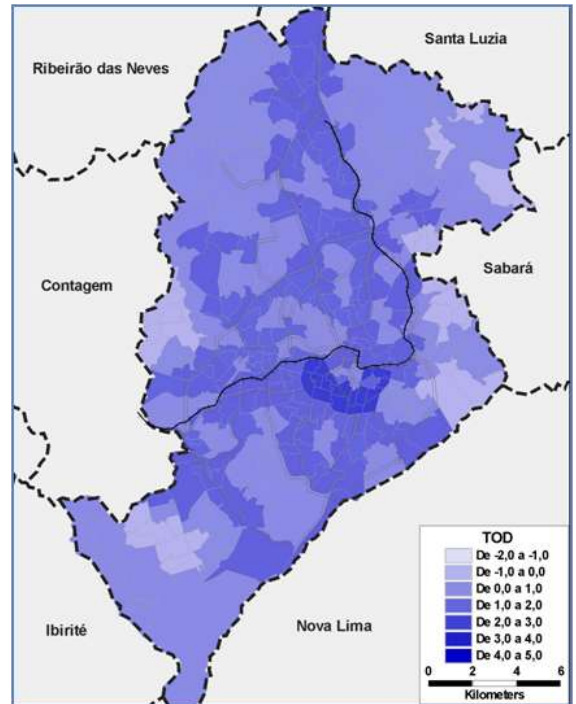 Santa Luzia
Ribeirão das Neves
Contagem
Sabará
Ibirité
Nova Lima
TOD
De -2,0 a -1,0
De -1,0 a 0,0
De 0,0 a 1,0
De 1,0 a 2,0
De 2,0 a 3,0
De 3,0 a 4,0
De 4,0 a 5,0
0 2 4 6
Kilometers